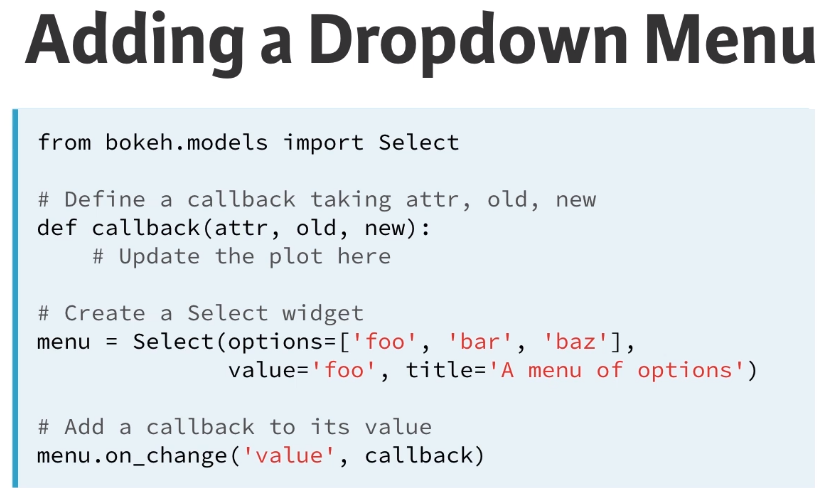 Adding a Dropdown Menu
from bokeh.models import Select
# Define a callback taking attr, old, new
def callback(attr, old, new):
    # Update the plot here
# Create a Select widget
menu = Select(options=['foo', 'bar', 'baz'],
              value='foo', title='A menu of options')
# Add a callback to its value
menu.on_change('value', callback)